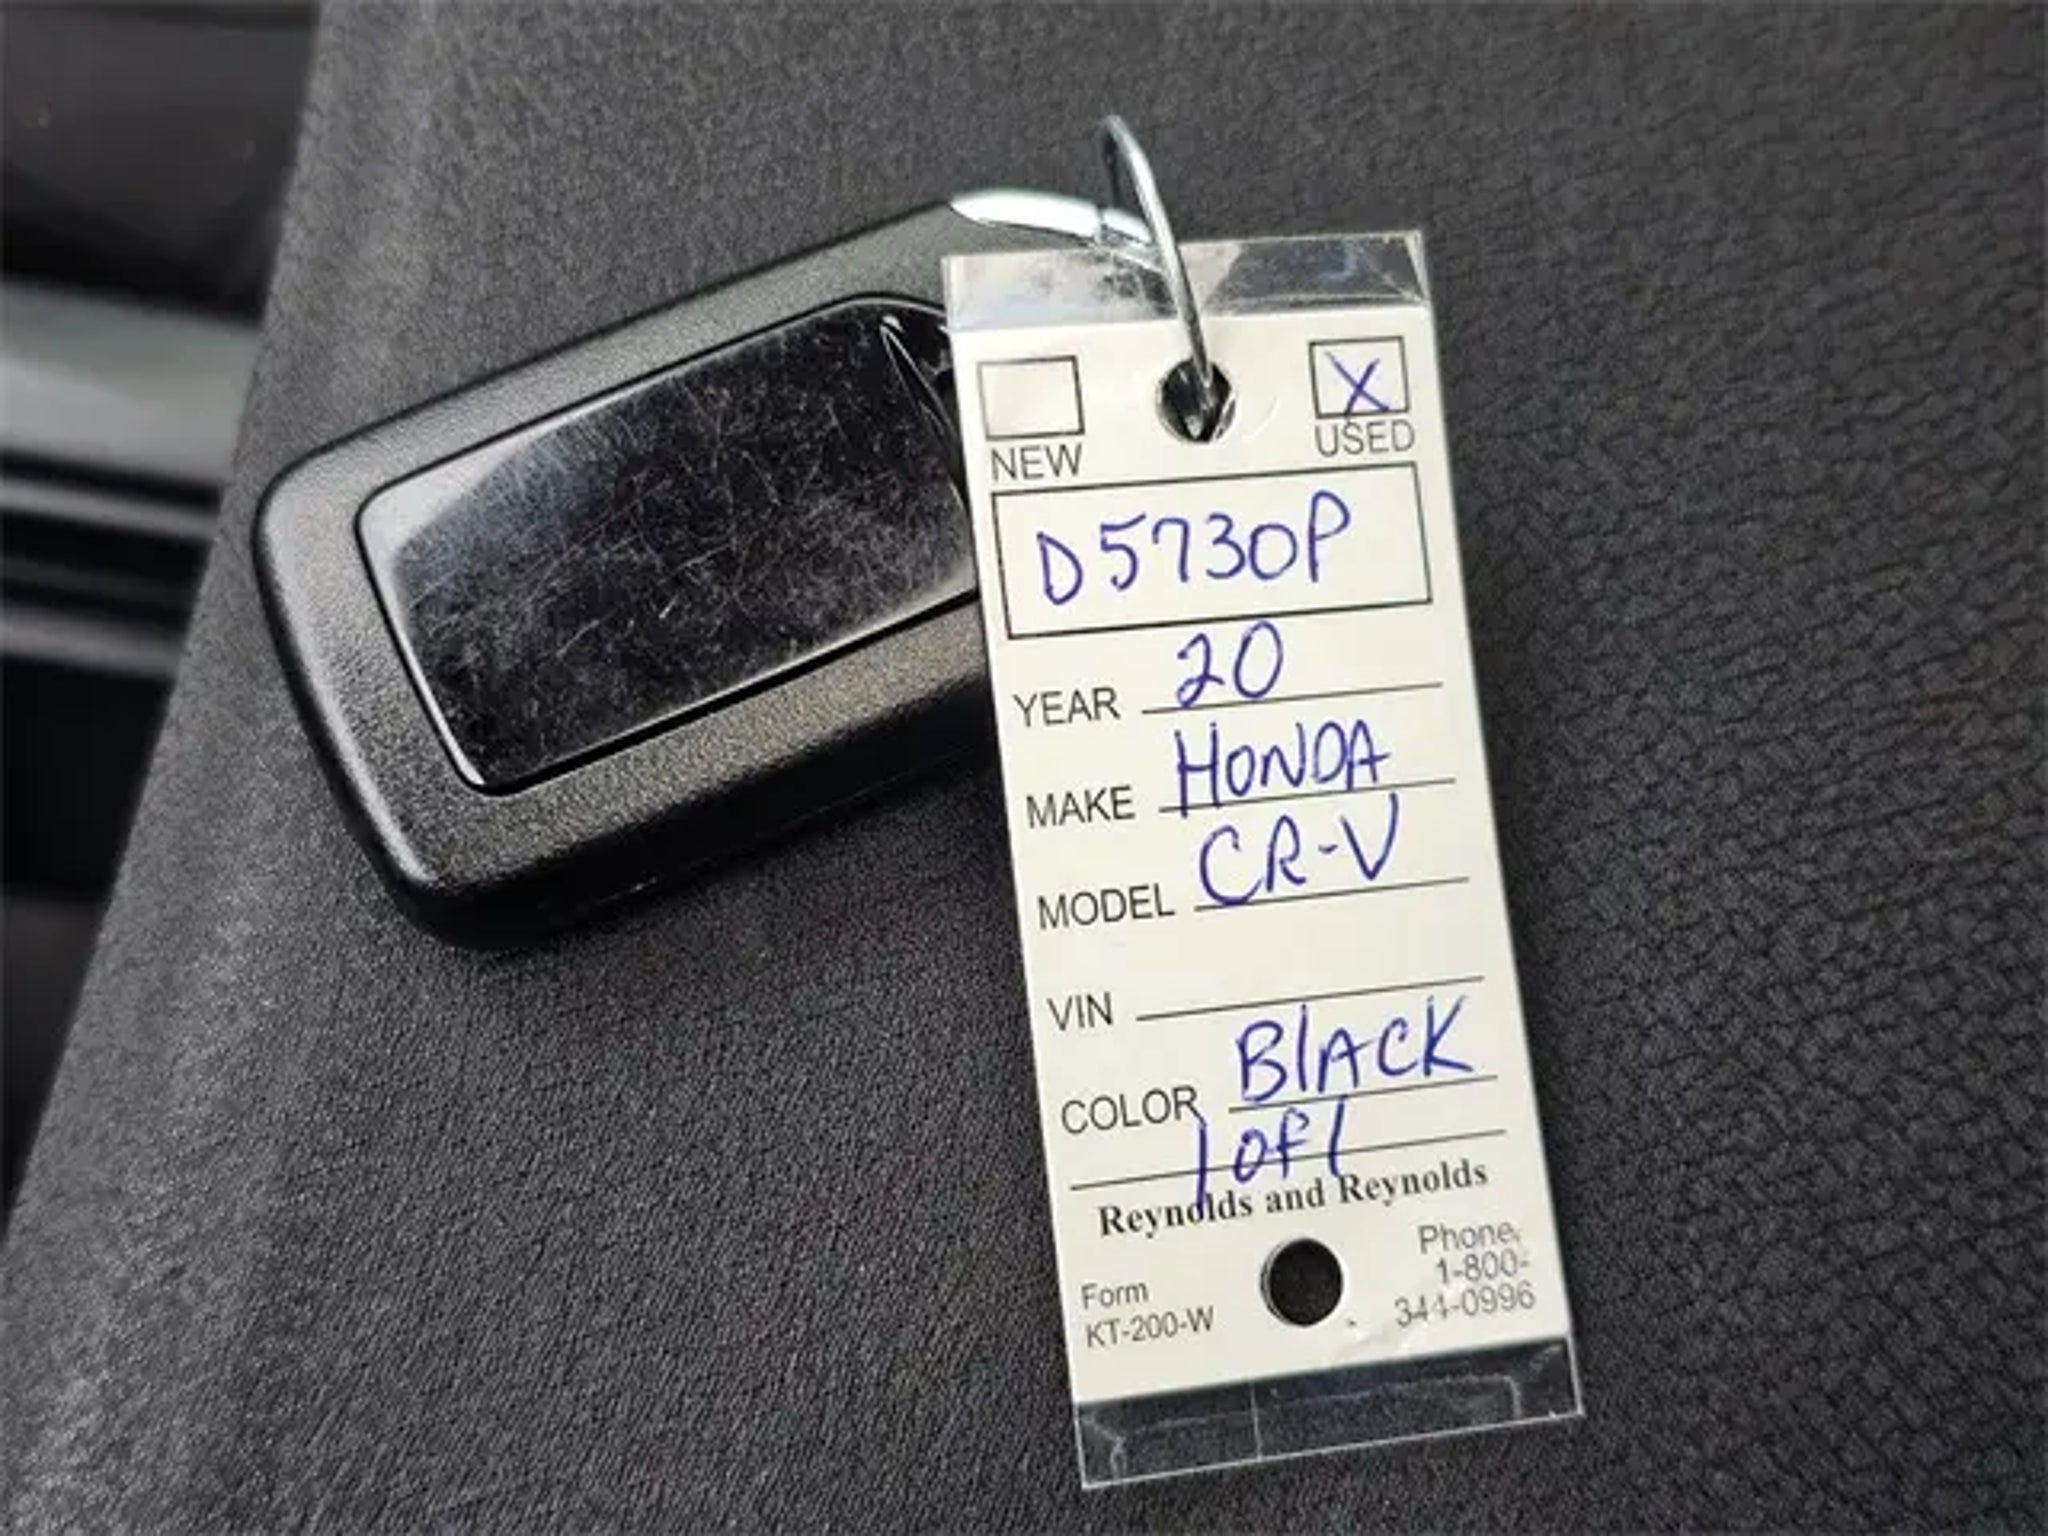 X
NEW USED
D5730P
YEAR 20
MAKE HONDA
MODEL CR-V
VIN
COLOR BlACK
1 of 1
Reynolds and Reynolds
Form
KT-200-W
Phone:
1-800-
344-0996